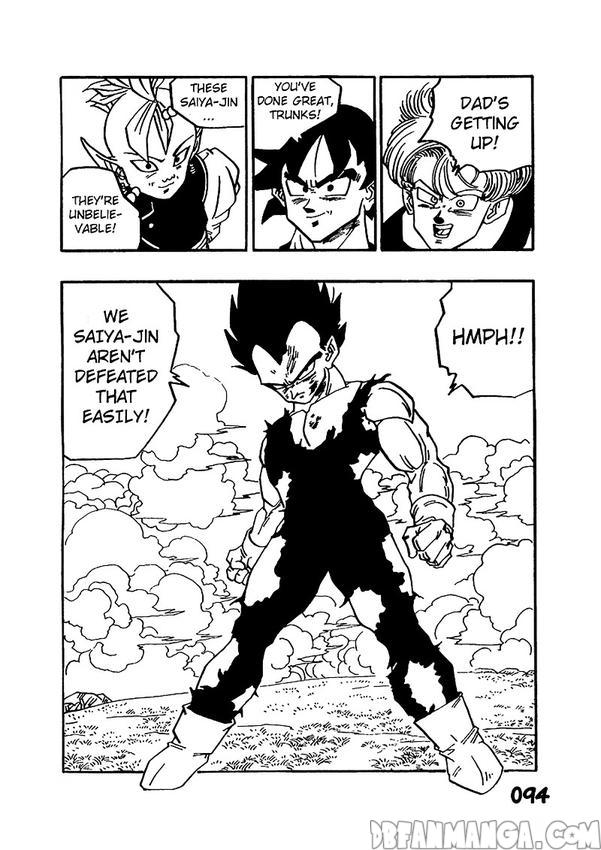 DAD'S
GETTING
UP!
YOU'VE
DONE GREAT,
TRUNKS!
THESE
SAIYA-JIN
...
THEY'RE
UNBELIE-
VABLE!
HMPH!!
WE
SAIYA-JIN
AREN'T
DEFEATED
THAT
EASILY!
094
DBFANMANGA.COM